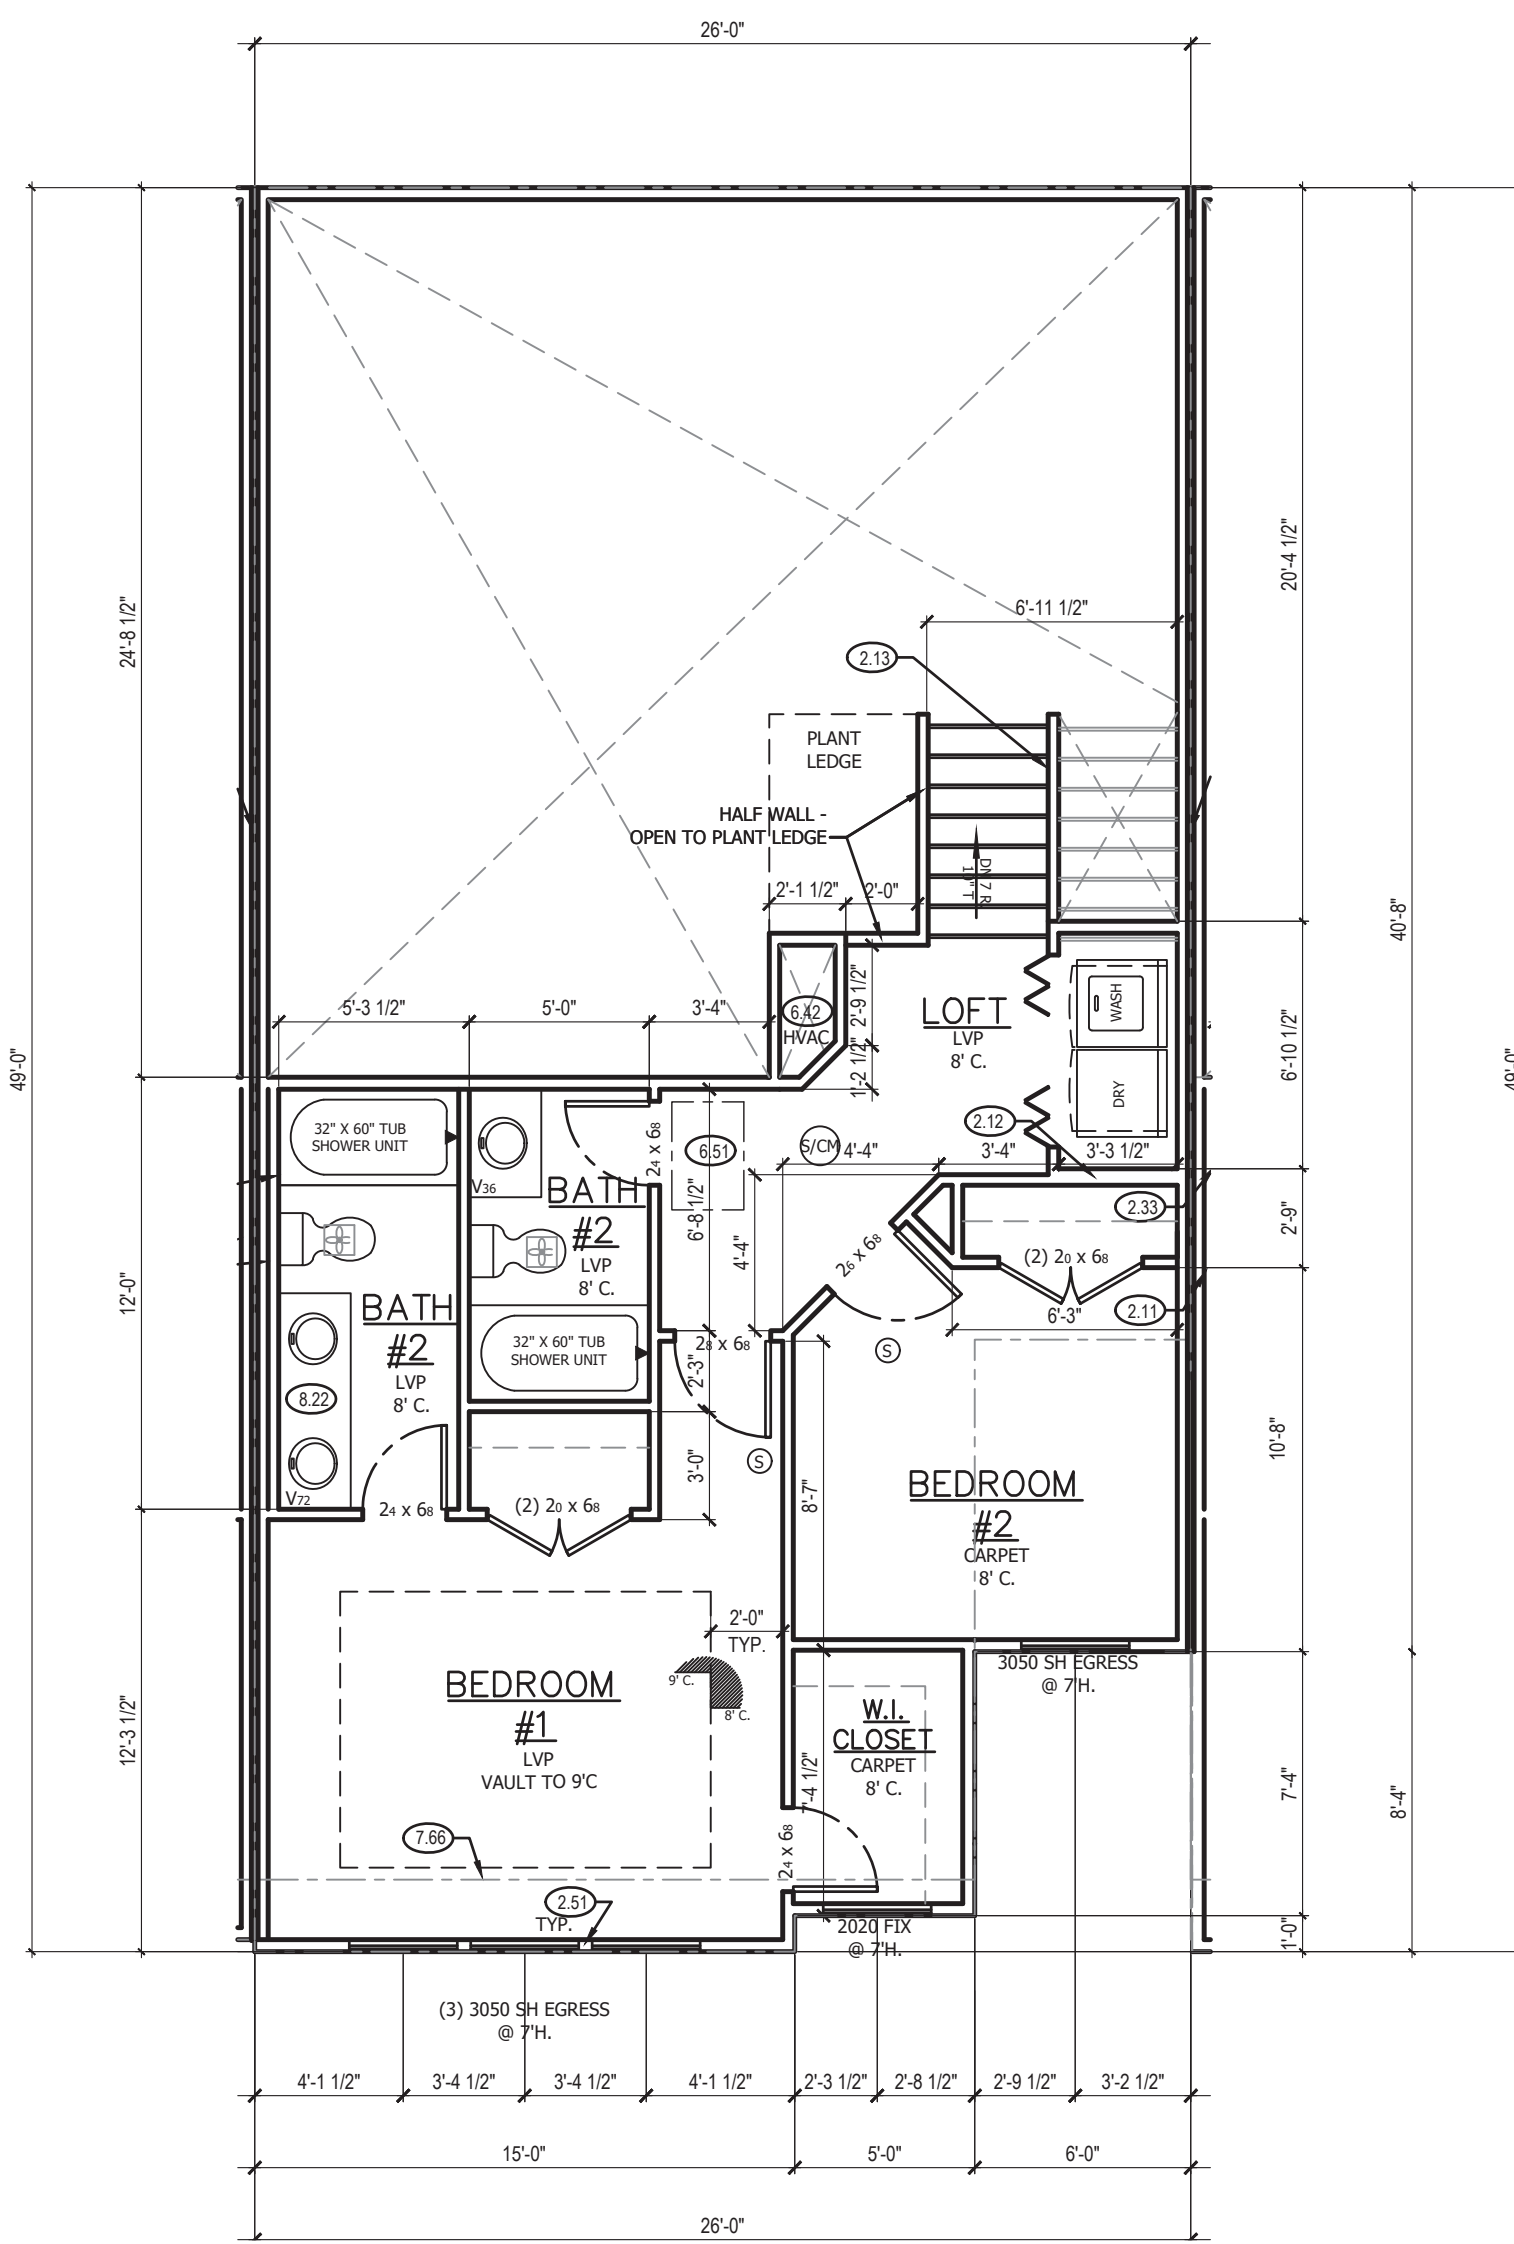 26'-0"
20'-4 1/2"
24'-8 1/2"
6'-11 1/2"
2.13
PLANT
LEDGE
HALF WALL -
OPEN TO PLANT LEDGE
DN 7 R
10" T
2'-1 1/2"
2'-0"
40'-8"
5'-3 1/2"
5'-0"
3'-4"
6.42
HVAC
2'-9 1/2"
1'-2 1/2"
LOFT
LVP
8' C.
WASH
DRY
6'-10 1/2"
49'-0"
49'-0"
32" X 60" TUB
SHOWER UNIT
V36
24 x 68
6.51
S/CM
4'-4"
2.12
3'-4"
3'-3 1/2"
BATH
#2
LVP
8' C.
6'-8 1/2"
4'-4"
26 x 68
2.33
2'-9"
(2) 20 x 68
2.11
6'-3"
12'-0"
BATH
#2
LVP
8' C.
8.22
V72
32" X 60" TUB
SHOWER UNIT
28 x 68
2'-3"
S
S
3'-0"
24 x 68
(2) 20 x 68
8'-7"
10'-8"
BEDROOM
#2
CARPET
8' C.
2'-0"
TYP.
3050 SH EGRESS
@ 7'H.
9' C.
8' C.
BEDROOM
#1
LVP
VAULT TO 9'C
12'-3 1/2"
W.I.
CLOSET
CARPET
8' C.
7'-4 1/2"
7'-4"
8'-4"
24 x 68
7.66
2.51
TYP.
2020 FIX
@ 7'H.
1'-0"
(3) 3050 SH EGRESS
@ 7'H.
4'-1 1/2"
3'-4 1/2"
3'-4 1/2"
4'-1 1/2"
2'-3 1/2"
2'-8 1/2"
2'-9 1/2"
3'-2 1/2"
15'-0"
5'-0"
6'-0"
26'-0"